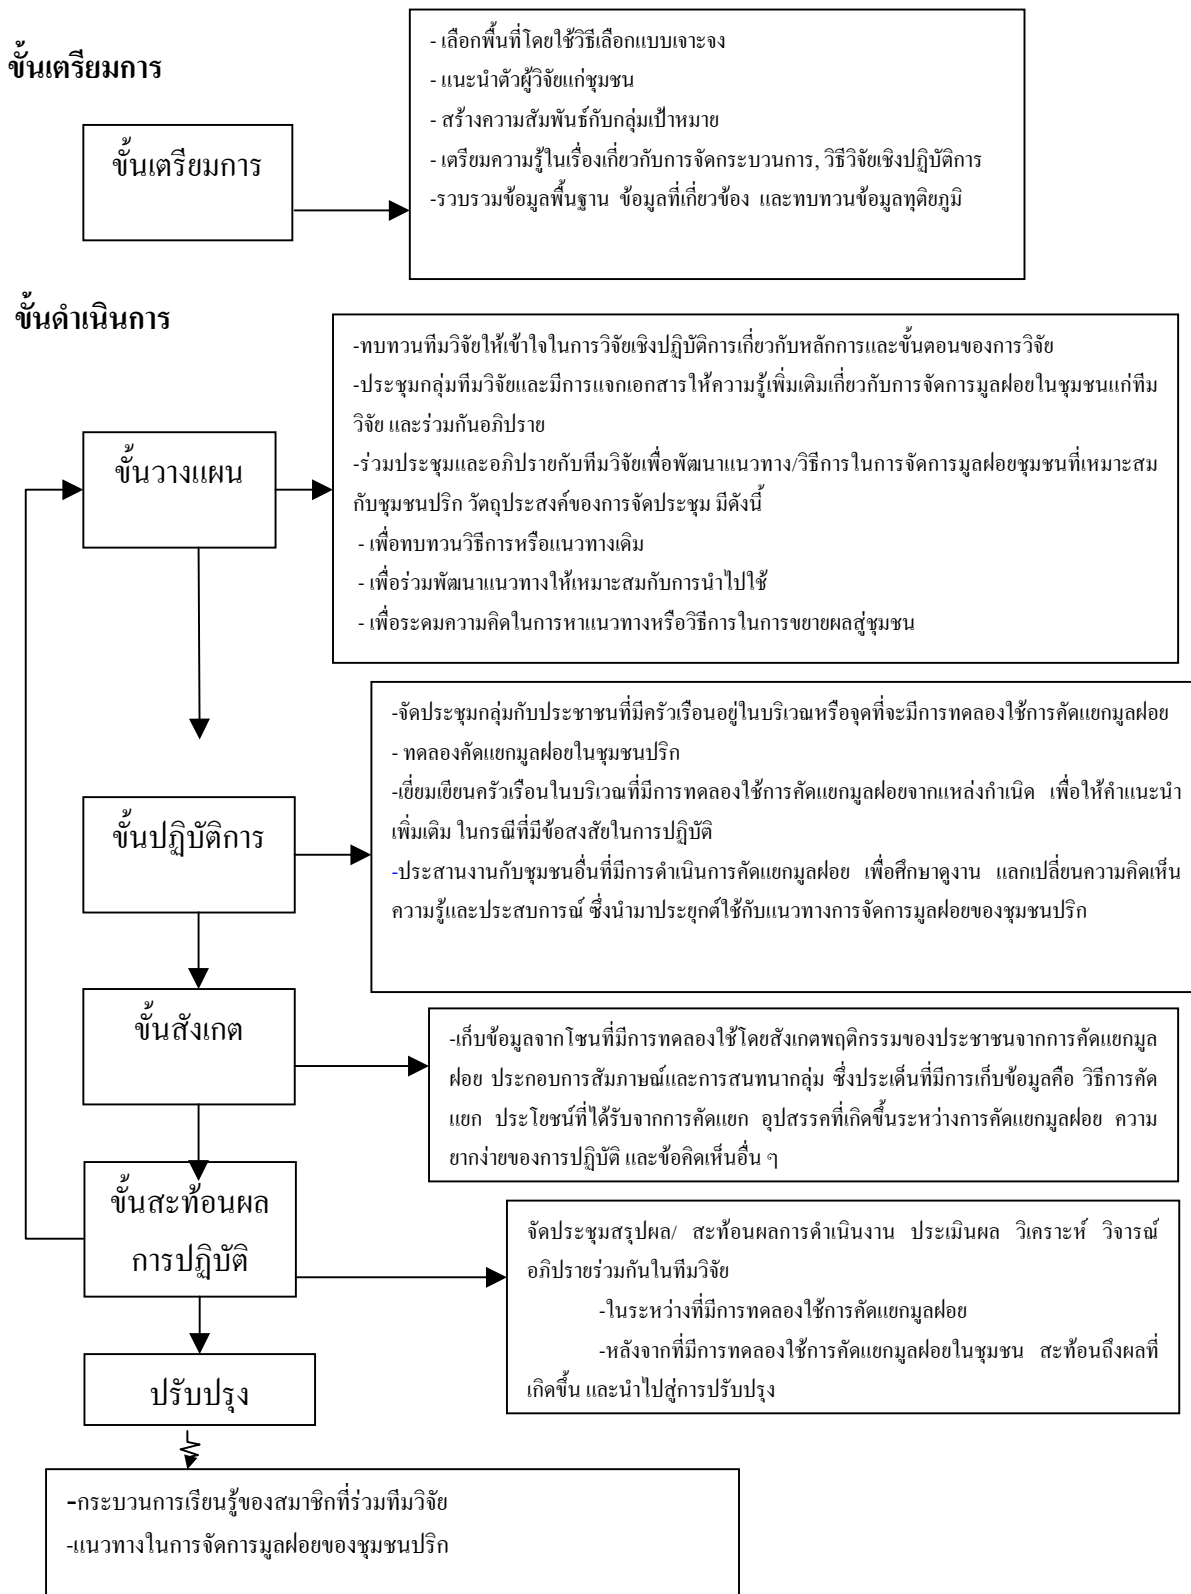 ขั้นเตรียมการ
ขั้นเตรียมการ
- เลือกพื้นที่โดยใช้วิธีเลือกแบบเจาะจง
- แนะนำตัวผู้วิจัยแก่ชุมชน
- สร้างความสัมพันธ์กับกลุ่มเป้าหมาย
- เตรียมความรู้ในเรื่องเกี่ยวกับการจัดกระบวนการ, วิธีวิจัยเชิงปฏิบัติการ
-รวบรวมข้อมูลพื้นฐาน ข้อมูลที่เกี่ยวข้อง และทบทวนข้อมูลทุติยภูมิ
ขั้นดำเนินการ
ขั้นวางแผน
-ทบทวนทีมวิจัยให้เข้าใจในการวิจัยเชิงปฏิบัติการเกี่ยวกับหลักการและขั้นตอนของการวิจัย
-ประชุมกลุ่มทีมวิจัยและมีการแจกเอกสารให้ความรู้เพิ่มเติมเกี่ยวกับการจัดการมูลฝอยในชุมชนแก่ทีม
วิจัย และร่วมกันอภิปราย
-ร่วมประชุมและอภิปรายกับทีมวิจัยเพื่อพัฒนาแนวทาง/วิธีการในการจัดการมูลฝอยชุมชนที่เหมาะสม
กับชุมชนปริก วัตถุประสงค์ของการจัดประชุม มีดังนี้
- เพื่อทบทวนวิธีการหรือแนวทางเดิม
- เพื่อร่วมพัฒนาแนวทางให้เหมาะสมกับการนำไปใช้
- เพื่อระดมความคิดในการหาแนวทางหรือวิธีการในการขยายผลสู่ชุมชน
ขั้นปฏิบัติการ
-จัดประชุมกลุ่มกับประชาชนที่มีครัวเรือนอยู่ในบริเวณหรือจุดที่จะมีการทดลองใช้การคัดแยกมูลฝอย
- ทดลองคัดแยกมูลฝอยในชุมชนปริก
-เยี่ยมเยียนครัวเรือนในบริเวณที่มีการทดลองใช้การคัดแยกมูลฝอยจากแหล่งกำเนิด เพื่อให้คำแนะนำ
เพิ่มเติม ในกรณีที่มีข้อสงสัยในการปฏิบัติ
-ประสานงานกับชุมชนอื่นที่มีการดำเนินการคัดแยกมูลฝอย เพื่อศึกษาดูงาน แลกเปลี่ยนความคิดเห็น
ความรู้และประสบการณ์ ซึ่งนำมาประยุกต์ใช้กับแนวทางการจัดการมูลฝอยของชุมชนปริก
ขั้นสังเกต
-เก็บข้อมูลจากโซนที่มีการทดลองใช้โดยสังเกตพฤติกรรมของประชาชนจากการคัดแยกมูล
ฝอย ประกอบการสัมภาษณ์และการสนทนากลุ่ม ซึ่งประเด็นที่มีการเก็บข้อมูลคือ วิธีการคัด
แยก ประโยชน์ที่ได้รับจากการคัดแยก อุปสรรคที่เกิดขึ้นระหว่างการคัดแยกมูลฝอย ความ
ยากง่ายของการปฏิบัติ และข้อคิดเห็นอื่น ๆ
ขั้นสะท้อนผล
การปฏิบัติ
จัดประชุมสรุปผล/ สะท้อนผลการดำเนินงาน ประเมินผล วิเคราะห์ วิจารณ์
อภิปรายร่วมกันในทีมวิจัย
-ในระหว่างที่มีการทดลองใช้การคัดแยกมูลฝอย
-หลังจากที่มีการทดลองใช้การคัดแยกมูลฝอยในชุมชน สะท้อนถึงผลที่
เกิดขึ้น และนำไปสู่การปรับปรุง
ปรับปรุง
-กระบวนการเรียนรู้ของสมาชิกที่ร่วมทีมวิจัย
-แนวทางในการจัดการมูลฝอยของชุมชนปริก